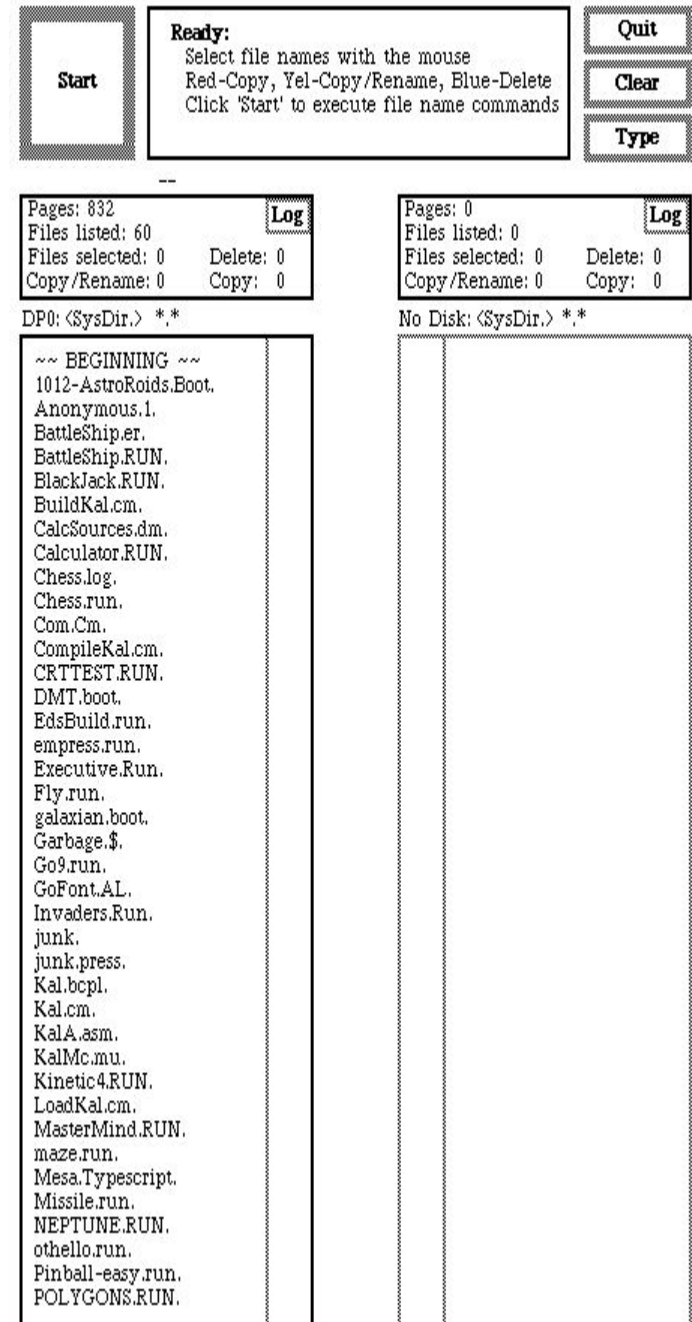 Start
Ready:
Select file names with the mouse
Red-Copy, Yel-Copy/Rename, Blue-Delete
Click 'Start' to execute file name commands
Quit
Clear
Type
--
Pages: 832
Log
Files listed: 60
Files selected: 0 Delete: 0
Copy/Rename: 0 Copy: 0
DP0: <SysDir.> *.*
Pages: 0
Log
Files listed: 0
Files selected: 0 Delete: 0
Copy/Rename: 0 Copy: 0
No Disk: <SysDir.> *.*
~~ BEGINNING ~~
1012-AstroRoids.Boot.
Anonymous.1.
BattleShip.er.
BattleShip.RUN.
BlackJack.RUN.
BuildKal.cm.
CalcSources.dm.
Calculator.RUN.
Chess.log.
Chess.run.
Com.Cm.
CompileKal.cm.
CRTTEST.RUN.
DMT.boot.
EdsBuild.run.
empress.run.
Executive.Run.
Fly.run.
galaxian.boot.
Garbage.$.
Go9.run.
GoFont.AL.
Invaders.Run.
junk.
junk.press.
Kal.bcpl.
Kal.cm.
KalA.asm.
KalMc.mu.
Kinetic4.RUN.
LoadKal.cm.
MasterMind.RUN.
maze.run.
Mesa.Typescript.
Missile.run.
NEPTUNE.RUN.
othello.run.
Pinball-easy.run.
POLYGONS.RUN.